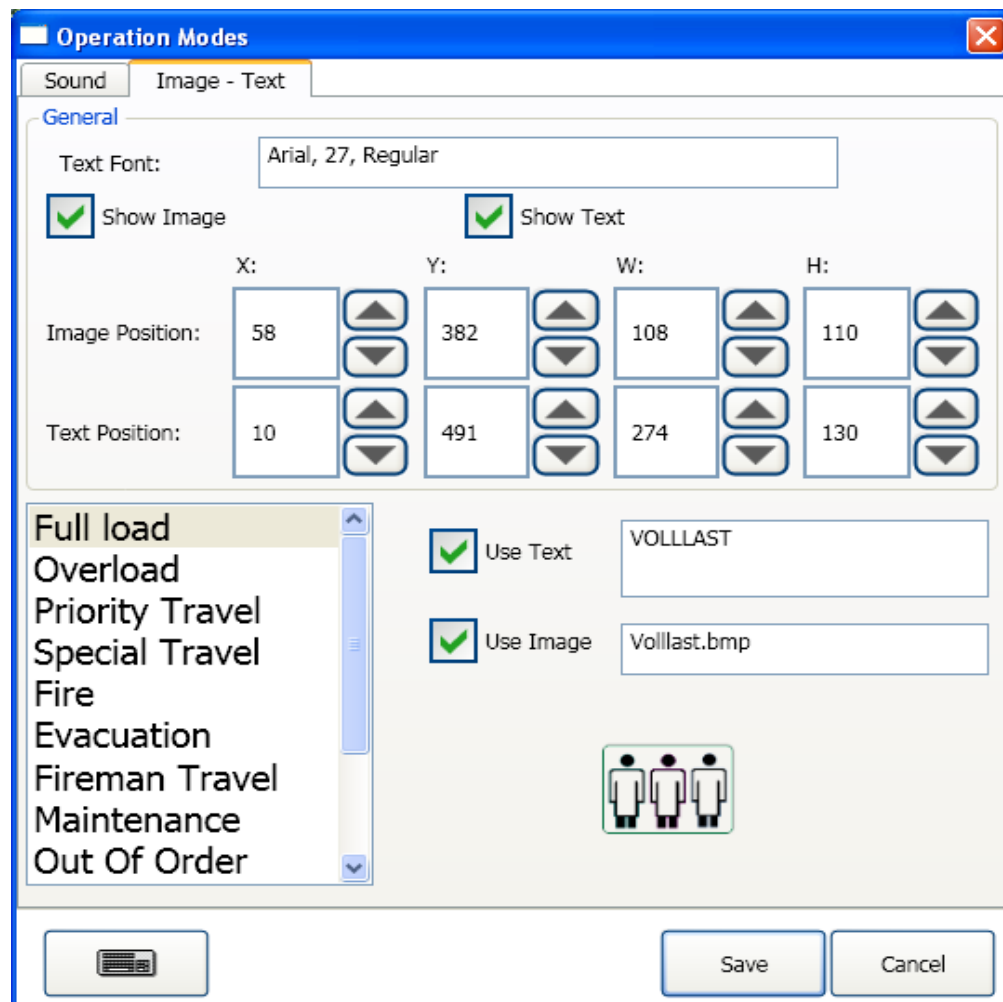 Operation Modes
Sound Image - Text
General
Text Font: Arial, 27, Regular
Show Image Show Text
X: Y: W: H:
Image Position: 58 382 108 110
Text Position: 10 491 274 130
Full load
Overload
Priority Travel
Special Travel
Fire
Evacuation
Fireman Travel
Maintenance
Out Of Order
Use Text VOLLLAST
Use Image Volllast.bmp
Save Cancel